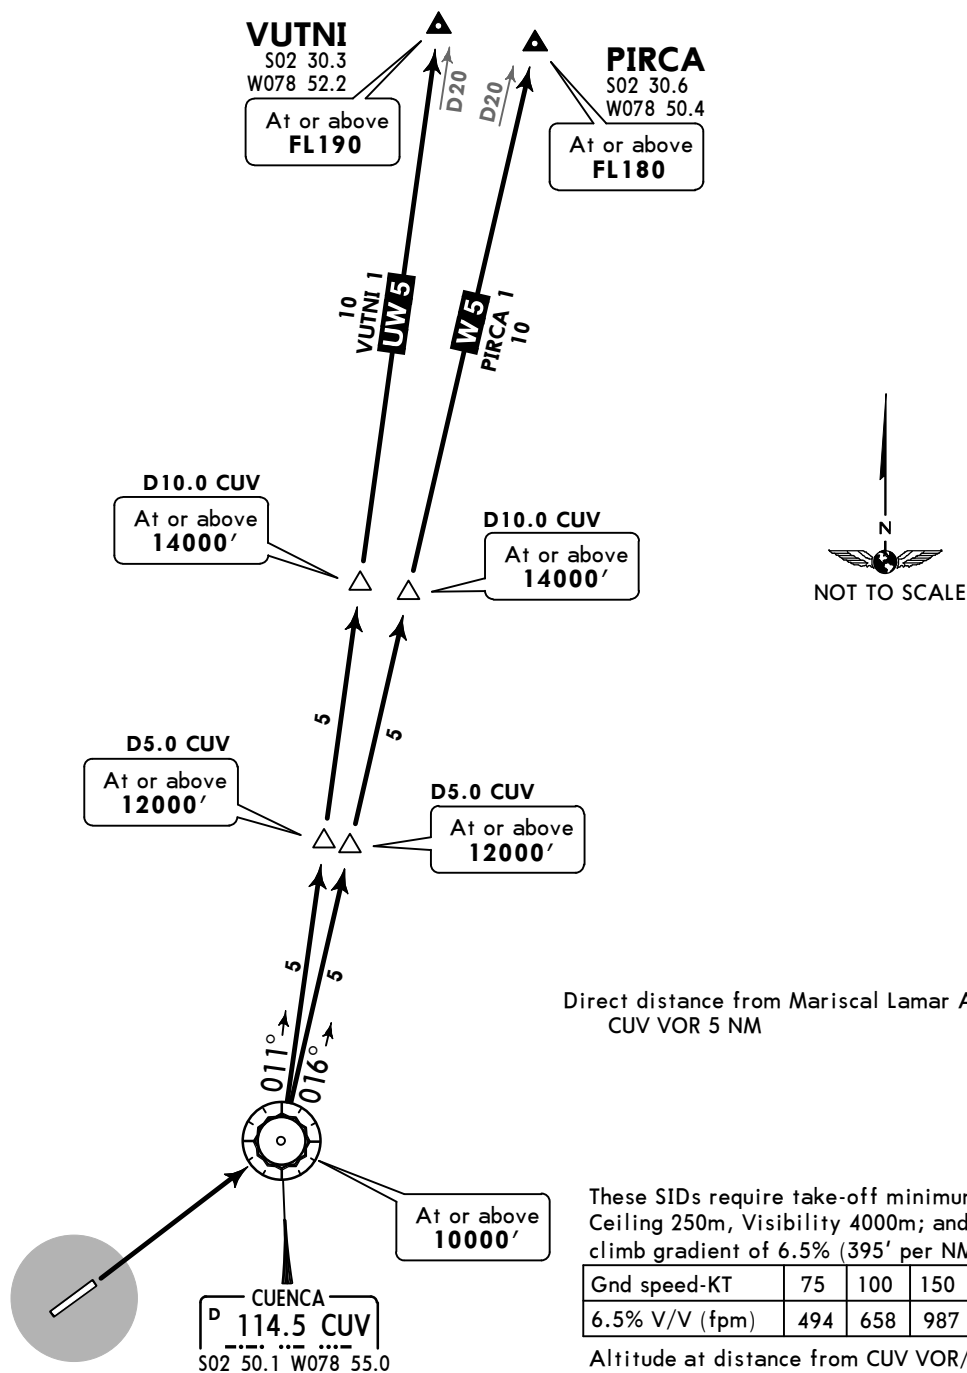 VUTNI
S02 30.3
W078 52.2
At or above
FL190
D20
D20
PIRCA
S02 30.6
W078 50.4
At or above
FL180
10
VUTNI 1
UW 5
W 5
PIRCA 1
10
D10.0 CUV
At or above
14000′
D10.0 CUV
At or above
14000′
N
NOT TO SCALE
5
5
D5.0 CUV
At or above
12000′
D5.0 CUV
At or above
12000′
5
5
Direct distance from Mariscal Lamar
CUV VOR 5 NM
011°
016°
At or above
10000′
These SIDs require take-off
Ceiling 250m, Visibility 4000m; and
climb gradient of 6.5% (395′ per NM
Gnd speed-KT 75 100 150
6.5% V/V (fpm) 494 658 987
Altitude at distance from CUV VOR/
CUENCA
D 114.5 CUV
S02 50.1 W078 55.0